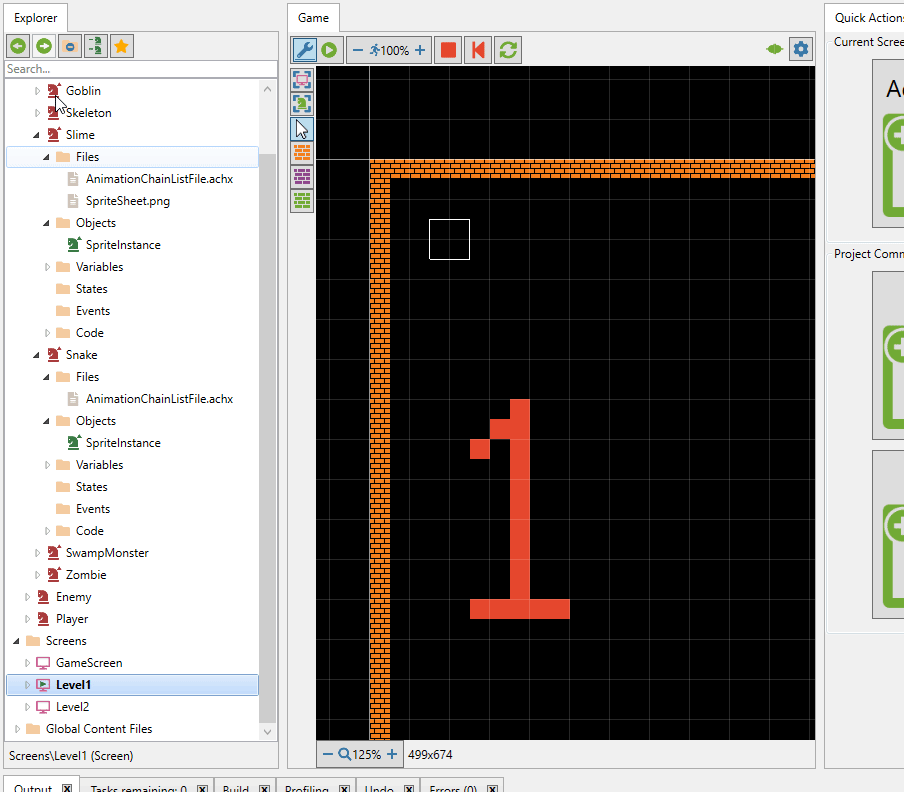 Explorer
Search...
Goblin
Skeleton
Slime
Files
AnimationChainListFile.achx
SpriteSheet.png
Objects
SpriteInstance
Variables
States
Events
Code
Snake
Files
AnimationChainListFile.achx
Objects
SpriteInstance
Variables
States
Events
Code
SwampMonster
Zombie
Enemy
Player
Screens
GameScreen
Level1
Level2
Global Content Files
Screens\Level1 (Screen)
Game
100%
1
125% 499x674
Quick Actions
Current Scree
Ac
Project Comm
Output Tasks remaining: 0 Build Profiling Undo Errors (0)